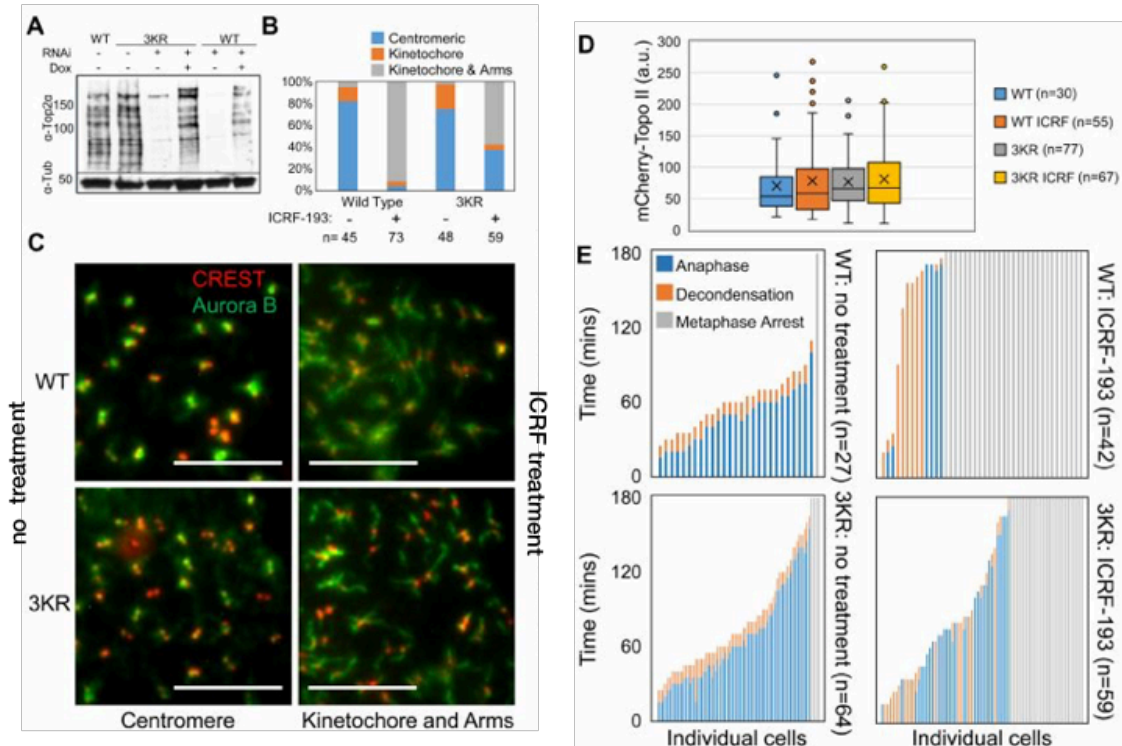 A
WT 3KR WT
RNAi - - + + + +
Dox - - - + - +
α-Top2α
150
100
α-Tub
50
B
Centromeric
Kinetochore
Kinetochore & Arms
100%
80%
60%
40%
20%
0%
Wild Type 3KR
ICRF-193: - + - +
n= 45 73 48 59
C
CREST
Aurora B
WT
3KR
no treatment
ICRF treatment
Centromere
Kinetochore and Arms
D
mCherry-Topo II (a.u.)
300
250
200
150
100
50
0
WT (n=30)
WT ICRF (n=55)
3KR (n=77)
3KR ICRF (n=67)
E
180
120
60
0
Time (mins)
Anaphase
Decondensation
Metaphase Arrest
WT: no treatment (n=27)
WT: ICRF-193 (n=42)
180
120
60
0
Time (mins)
3KR: no treatment (n=64)
3KR: ICRF-193 (n=59)
Individual cells
Individual cells